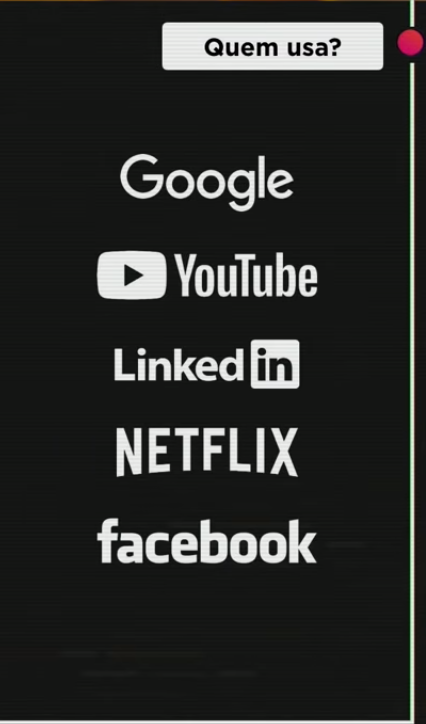 Quem usa?
Google
YouTube
Linked in
NETFLIX
facebook